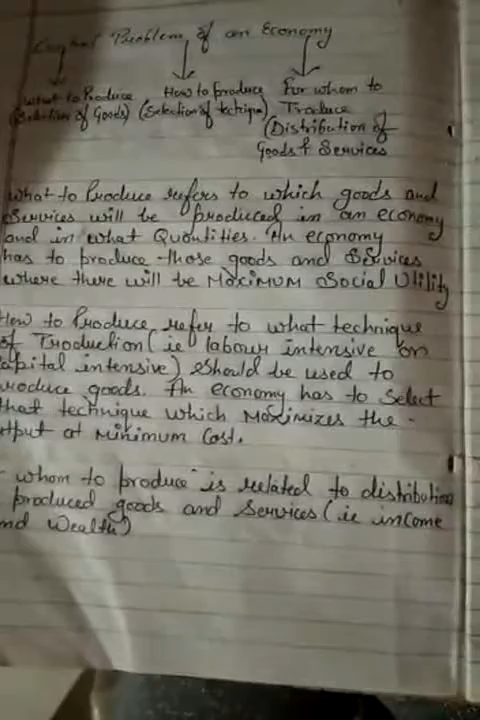 Central Problem of an Economy
What to Produce How to produce For whom to
(Selection of Goods) (Selection of technique) Produce
(Distribution of
Goods & Services
What to Produce refers to which goods and
Services will be produced in an economy
and in what Quantities. An economy
has to produce those goods and Services
where there will be Maximum Social Utility
How to Produce refer to what technique
of Production (ie labour intensive or
capital intensive) should be used to
produce goods. An economy has to Select
that technique which Maximizes the
output at Minimum Cost.
whom to produce" is related to distribution
produced goods and Services (ie income
and Wealth)